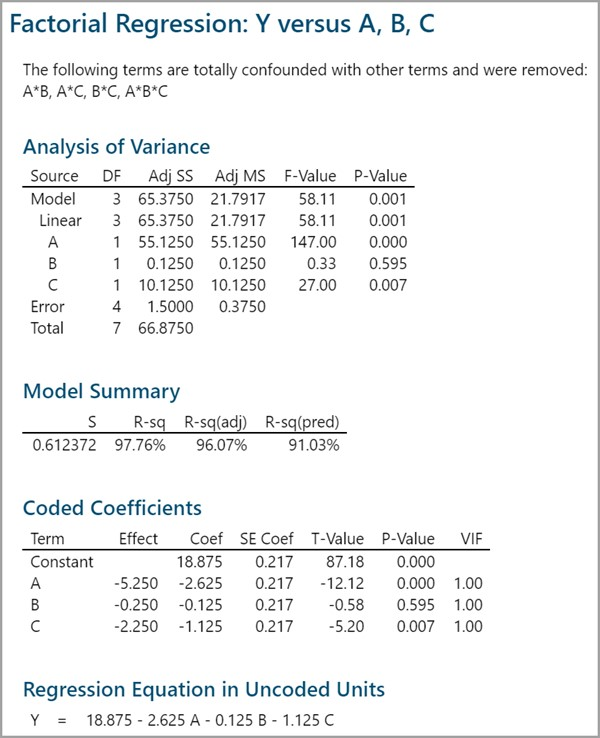 Factorial Regression: Y versus A, B, C
The following terms are totally confounded with other terms and were removed:
A*B, A*C, B*C, A*B*C
Analysis of Variance
Source DF Adj SS Adj MS F-Value P-Value
Model 3 65.3750 21.7917 58.11 0.001
Linear 3 65.3750 21.7917 58.11 0.001
A 1 55.1250 55.1250 147.00 0.000
B 1 0.1250 0.1250 0.33 0.595
C 1 10.1250 10.1250 27.00 0.007
Error 4 1.5000 0.3750
Total 7 66.8750
Model Summary
S R-sq R-sq(adj) R-sq(pred)
0.612372 97.76% 96.07% 91.03%
Coded Coefficients
Term Effect Coef SE Coef T-Value P-Value VIF
Constant 18.875 0.217 87.18 0.000
A -5.250 -2.625 0.217 -12.12 0.000 1.00
B -0.250 -0.125 0.217 -0.58 0.595 1.00
C -2.250 -1.125 0.217 -5.20 0.007 1.00
Regression Equation in Uncoded Units
Y = 18.875 - 2.625 A - 0.125 B - 1.125 C